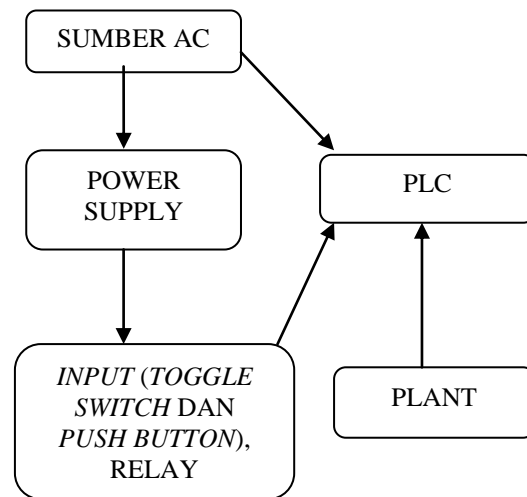 SUMBER AC
POWER
SUPPLY
PLC
INPUT (TOGGLE
SWITCH DAN
PUSH BUTTON),
RELAY
PLANT